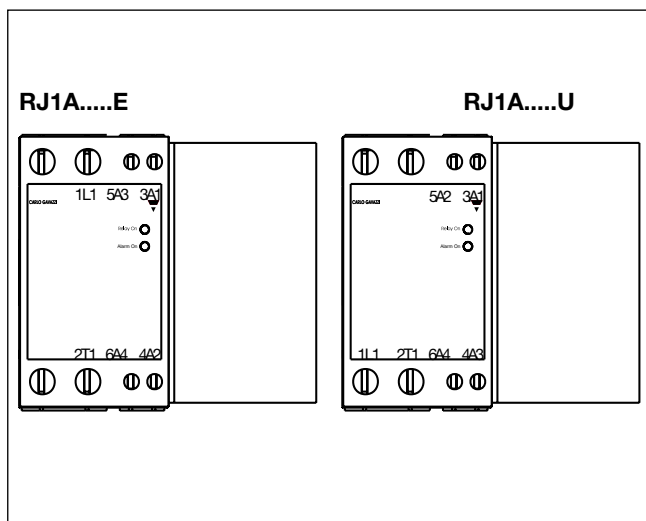 RJ1A.....E
RJ1A.....U
1L1 5A3 3A1
CARLO GAVAZZI
Relay On
Alarm On
2T1 6A4 4A2
5A2 3A1
CARLO GAVAZZI
Relay On
Alarm On
1L1 2T1 6A4 4A3